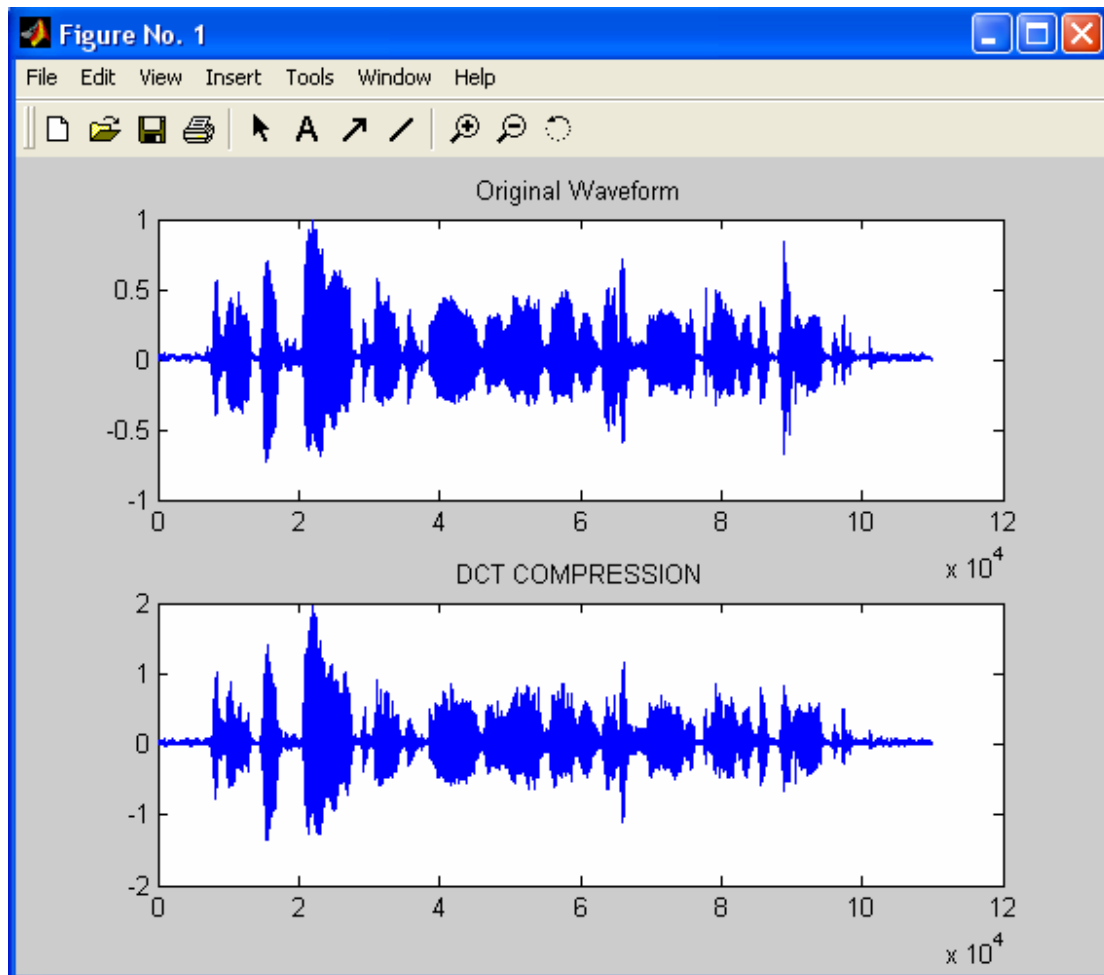 Figure No. 1
File Edit View Insert Tools Window Help
A
Original Waveform
1
0.5
0
-0.5
-1
0 2 4 6 8 10 12
x 10^4
DCT COMPRESSION
2
1
0
-1
-2
0 2 4 6 8 10 12
x 10^4